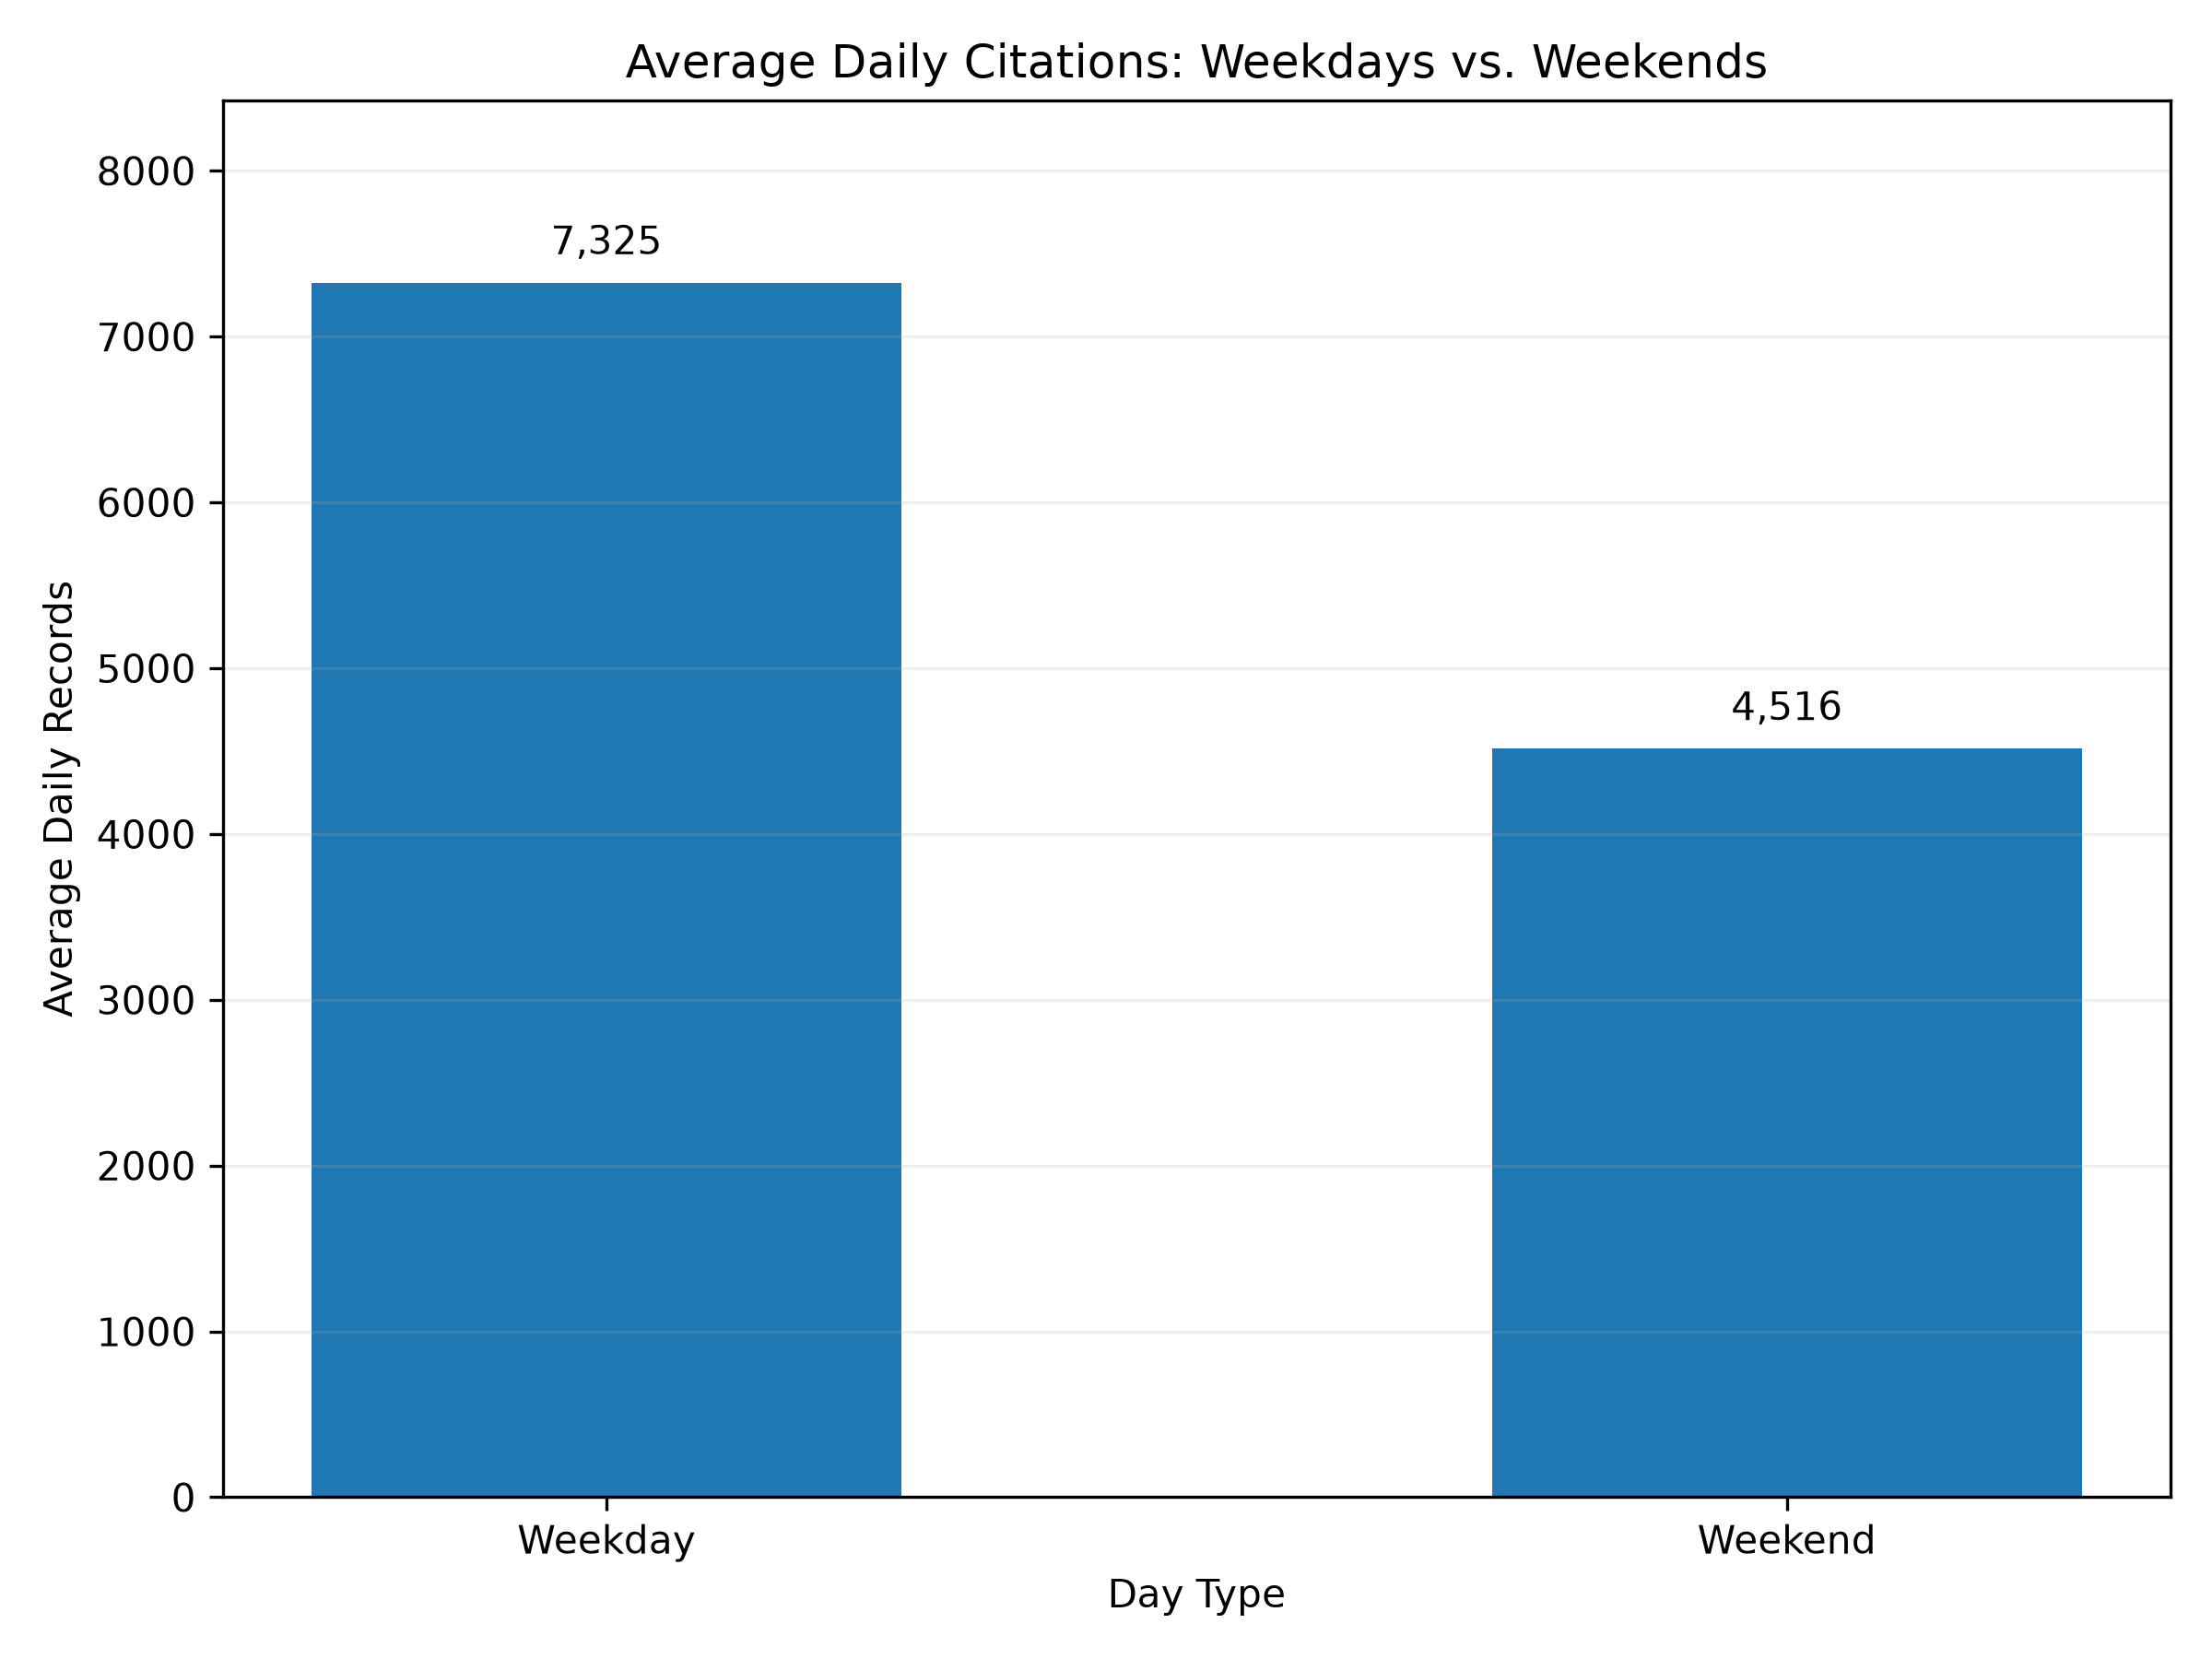 Average Daily Citations: Weekdays vs. Weekends
8000
7,325
7000
6000
5000
4,516
4000
3000
2000
1000
0
Average Daily Records
Weekday
Weekend
Day Type